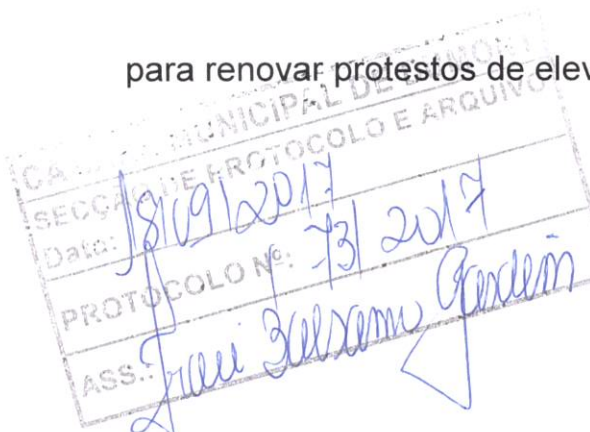 para renovar protestos de elev
CÂMARA MUNICIPAL DE
SECÇÃO DE PROTOCOLO E ARQUIVO
Data: 18/09/2017
PROTOCOLO Nº: 73/2017
ASS.: